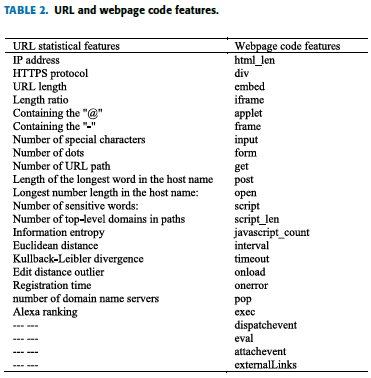 TABLE 2. URL and webpage code features.
URL statistical features Webpage code features
IP address html_len
HTTPS protocol div
URL length embed
Length ratio iframe
Containing the "@" applet
Containing the "-" frame
Number of special characters input
Number of dots form
Number of URL path get
Length of the longest word in the host name post
Longest number length in the host name: open
Number of sensitive words: script
Number of top-level domains in paths script_len
Information entropy javascript_count
Euclidean distance interval
Kullback-Leibler divergence timeout
Edit distance outlier onload
Registration time onerror
number of domain name servers pop
Alexa ranking exec
--- --- dispatchevent
--- --- eval
--- --- attachevent
--- --- externalLinks